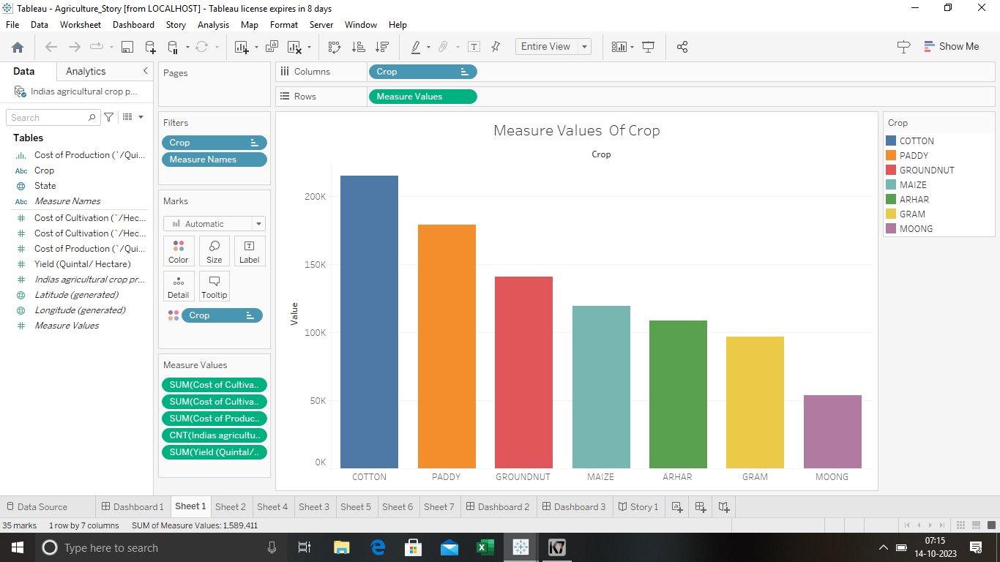 Tableau - Agriculture_Story [from LOCALHOST] - Tableau license expires in 8 days
File Data Worksheet Dashboard Story Analysis Map Format Server Window Help
Entire View
Show Me
Data
Analytics
Indias agricultural crop p...
Search
Tables
Cost of Production (`/Qui...
Abc Crop
State
Abc Measure Names
Cost of Cultivation (`/Hec...
Cost of Cultivation (`/Hec...
Cost of Production (`/Qui...
Yield (Quintal/ Hectare)
Indias agricultural crop pr...
Latitude (generated)
Longitude (generated)
Measure Values
Pages
Filters
Crop
Measure Names
Marks
Automatic
Color Size Label
Detail Tooltip
Crop
Measure Values
SUM(Cost of Cultiva..
SUM(Cost of Cultiva..
SUM(Cost of Produc..
CNT(Indias agricultu..
SUM(Yield (Quintal/..
Columns
Crop
Rows
Measure Values
Measure Values Of Crop
Crop
Value
200K
150K
100K
50K
0K
COTTON PADDY GROUNDNUT MAIZE ARHAR GRAM MOONG
Crop
COTTON
PADDY
GROUNDNUT
MAIZE
ARHAR
GRAM
MOONG
Data Source Dashboard 1 Sheet 1 Sheet 2 Sheet 4 Sheet 3 Sheet 5 Sheet 6 Sheet 7 Dashboard 2 Dashboard 3 Story 1
35 marks 1 row by 7 columns SUM of Measure Values: 1,589,411
Type here to search
K7
07:15
14-10-2023